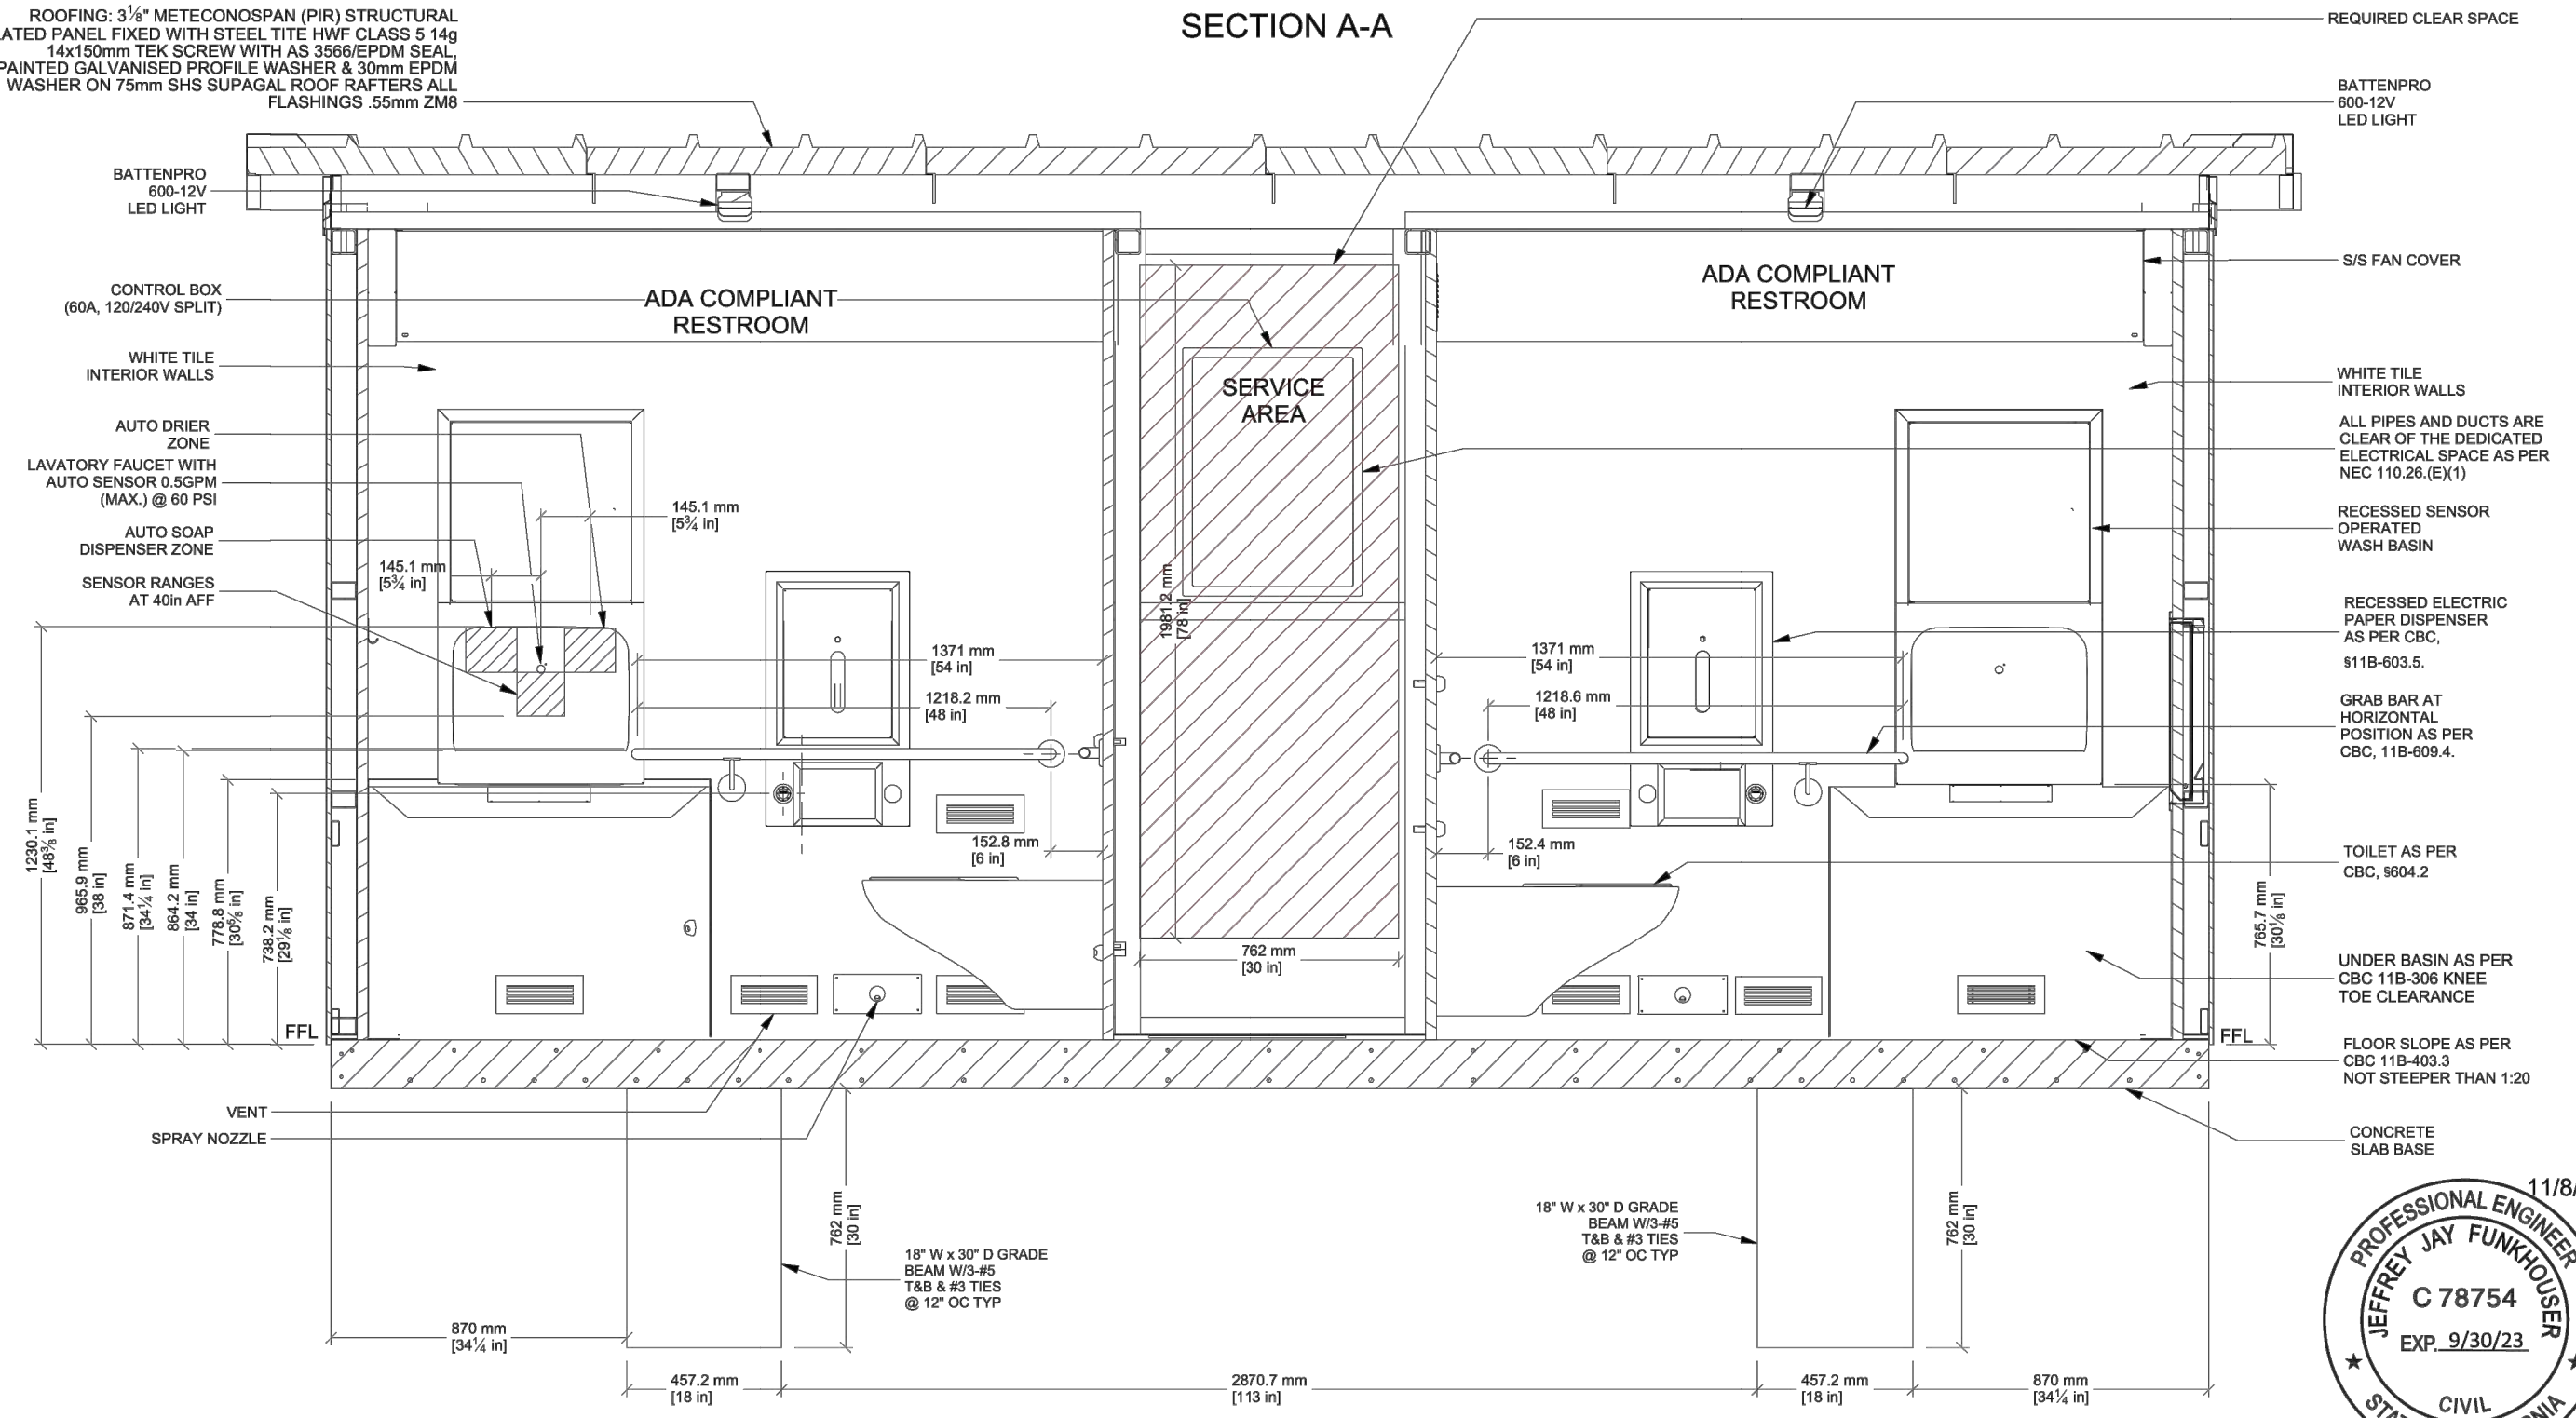 SECTION A-A
ROOFING: 3⅛" METECONOSPAN (PIR) STRUCTURAL
PANEL FIXED WITH STEEL TITE HWF CLASS 5 14g
14x150mm TEK SCREW WITH AS 3566/EPDM SEAL,
PAINTED GALVANISED PROFILE WASHER & 30mm EPDM
WASHER ON 75mm SHS SUPAGAL ROOF RAFTERS ALL
FLASHINGS .55mm ZM8
BATTENPRO
600-12V
LED LIGHT
CONTROL BOX
(60A, 120/240V SPLIT)
WHITE TILE
INTERIOR WALLS
AUTO DRIER
ZONE
LAVATORY FAUCET WITH
AUTO SENSOR 0.5GPM
(MAX.) @ 60 PSI
AUTO SOAP
DISPENSER ZONE
SENSOR RANGES
AT 40in AFF
ADA COMPLIANT
RESTROOM
SERVICE
AREA
ADA COMPLIANT
RESTROOM
145.1 mm
[5¾ in]
145.1 mm
[5¾ in]
1371 mm
[54 in]
1218.2 mm
[48 in]
152.8 mm
[6 in]
1981.2 mm
[78 in]
762 mm
[30 in]
1371 mm
[54 in]
1218.6 mm
[48 in]
152.4 mm
[6 in]
1230.1 mm
[48⅜ in]
965.9 mm
[38 in]
871.4 mm
[34¼ in]
864.2 mm
[34 in]
778.8 mm
[30⅝ in]
738.2 mm
[29⅛ in]
FFL
REQUIRED CLEAR SPACE
BATTENPRO
600-12V
LED LIGHT
S/S FAN COVER
WHITE TILE
INTERIOR WALLS
ALL PIPES AND DUCTS ARE
CLEAR OF THE DEDICATED
ELECTRICAL SPACE AS PER
NEC 110.26.(E)(1)
RECESSED SENSOR
OPERATED
WASH BASIN
RECESSED ELECTRIC
PAPER DISPENSER
AS PER CBC,
§11B-603.5.
GRAB BAR AT
HORIZONTAL
POSITION AS PER
CBC, 11B-609.4.
TOILET AS PER
CBC, §604.2
765.7 mm
[30⅛ in]
UNDER BASIN AS PER
CBC 11B-306 KNEE
TOE CLEARANCE
FFL
FLOOR SLOPE AS PER
CBC 11B-403.3
NOT STEEPER THAN 1:20
CONCRETE
SLAB BASE
VENT
SPRAY NOZZLE
762 mm
[30 in]
18" W x 30" D GRADE
BEAM W/3-#5
T&B & #3 TIES
@ 12" OC TYP
18" W x 30" D GRADE
BEAM W/3-#5
T&B & #3 TIES
@ 12" OC TYP
762 mm
[30 in]
870 mm
[34¼ in]
457.2 mm
[18 in]
2870.7 mm
[113 in]
457.2 mm
[18 in]
870 mm
[34¼ in]
11/8/
PROFESSIONAL ENGINEER
JEFFREY JAY FUNKHOUSER
C 78754
EXP. 9/30/23
CIVIL